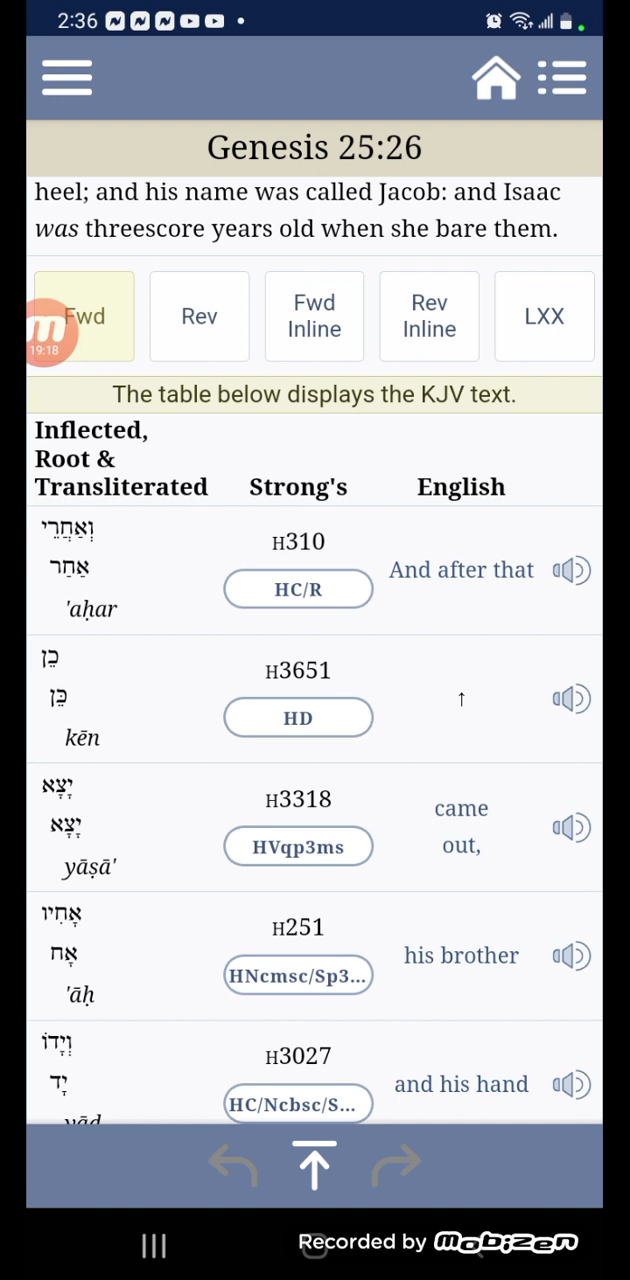 2:36
Genesis 25:26
heel; and his name was called Jacob: and Isaac
was threescore years old when she bare them.
Fwd
Rev
Fwd
Inline
Rev
Inline
LXX
19:18
The table below displays the KJV text.
Inflected,
Root &
Transliterated
Strong's
English
וְאַחֲרֵי
אַחַר
'aḥar
H310
HC/R
And after that
כֵן
כֵּן
kēn
H3651
HD
↑
יָצָא
יָצָא
yāṣā'
H3318
HVqp3ms
came
out,
אָחִיו
אָח
'āḥ
H251
HNcmsc/Sp3...
his brother
וְיָדוֹ
יָד
yād
H3027
HC/Ncbsc/S...
and his hand
Recorded by mobizen